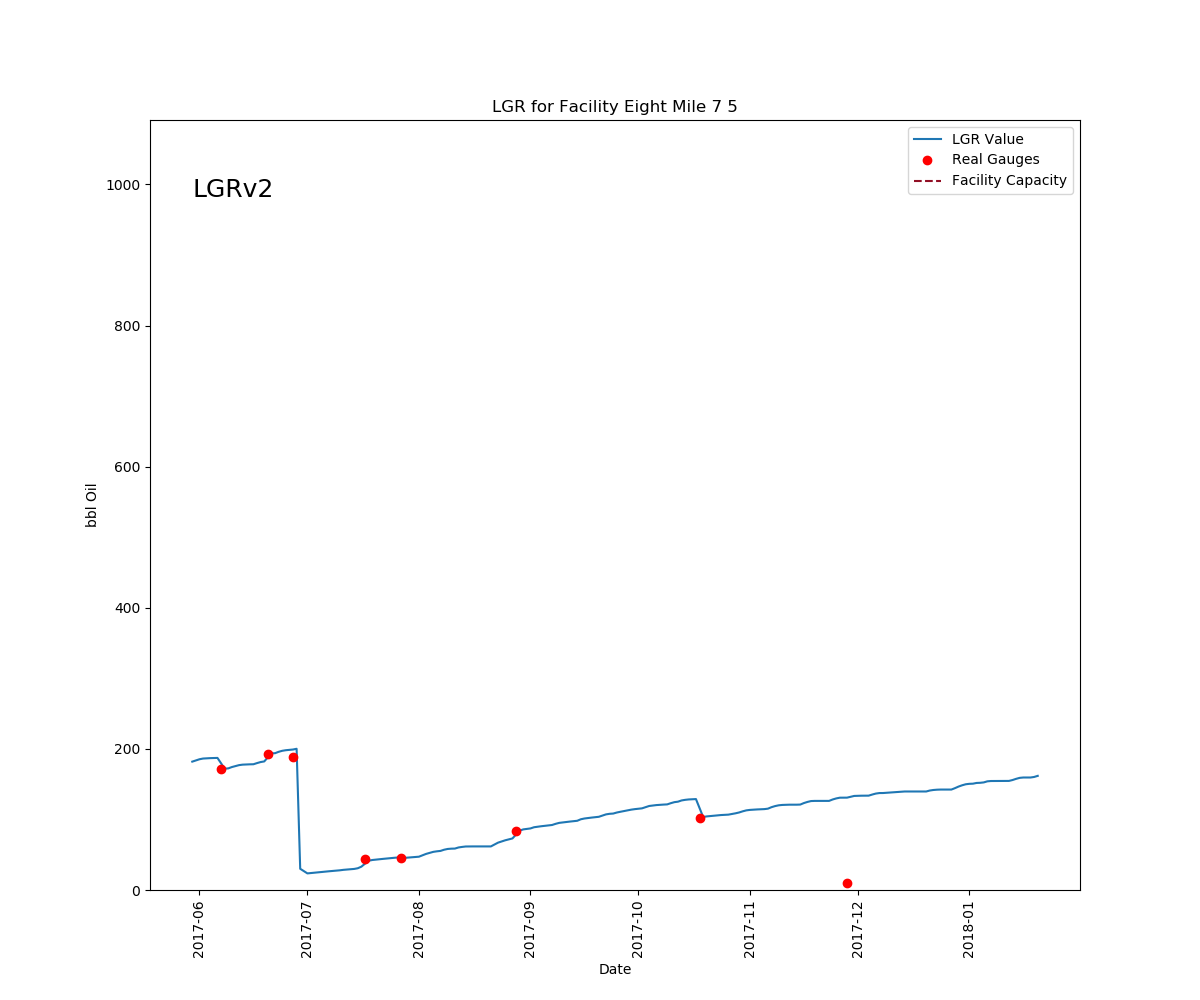 LGR for Facility Eight Mile 7 5
LGR Value
Real Gauges
Facility Capacity
LGRv2
1000
800
600
400
200
0
bbl Oil
2017-06
2017-07
2017-08
2017-09
2017-10
2017-11
2017-12
2018-01
Date